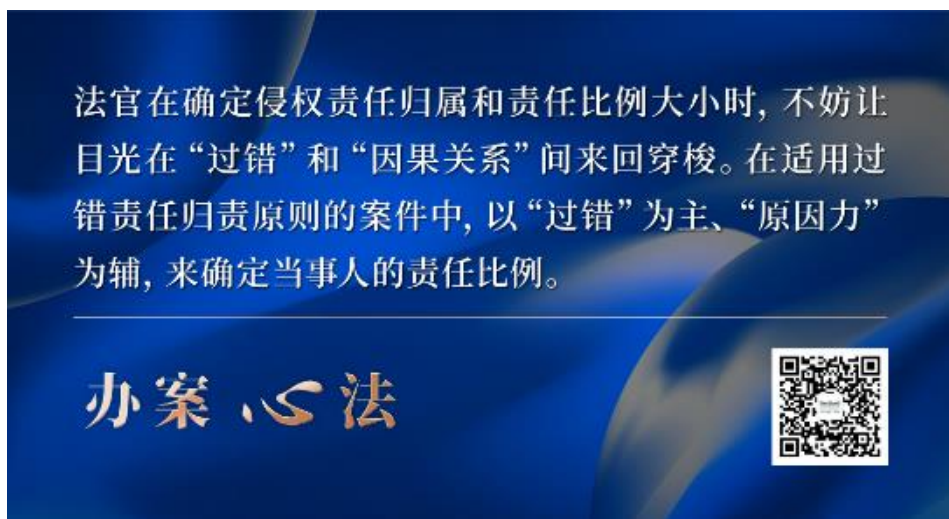 法官在确定侵权责任归属和责任比例大小时，不妨让
目光在“过错”和“因果关系”间来回穿梭。在适用过
错责任归责原则的案件中，以“过错”为主、“原因力”
为辅，来确定当事人的责任比例。
办案心法